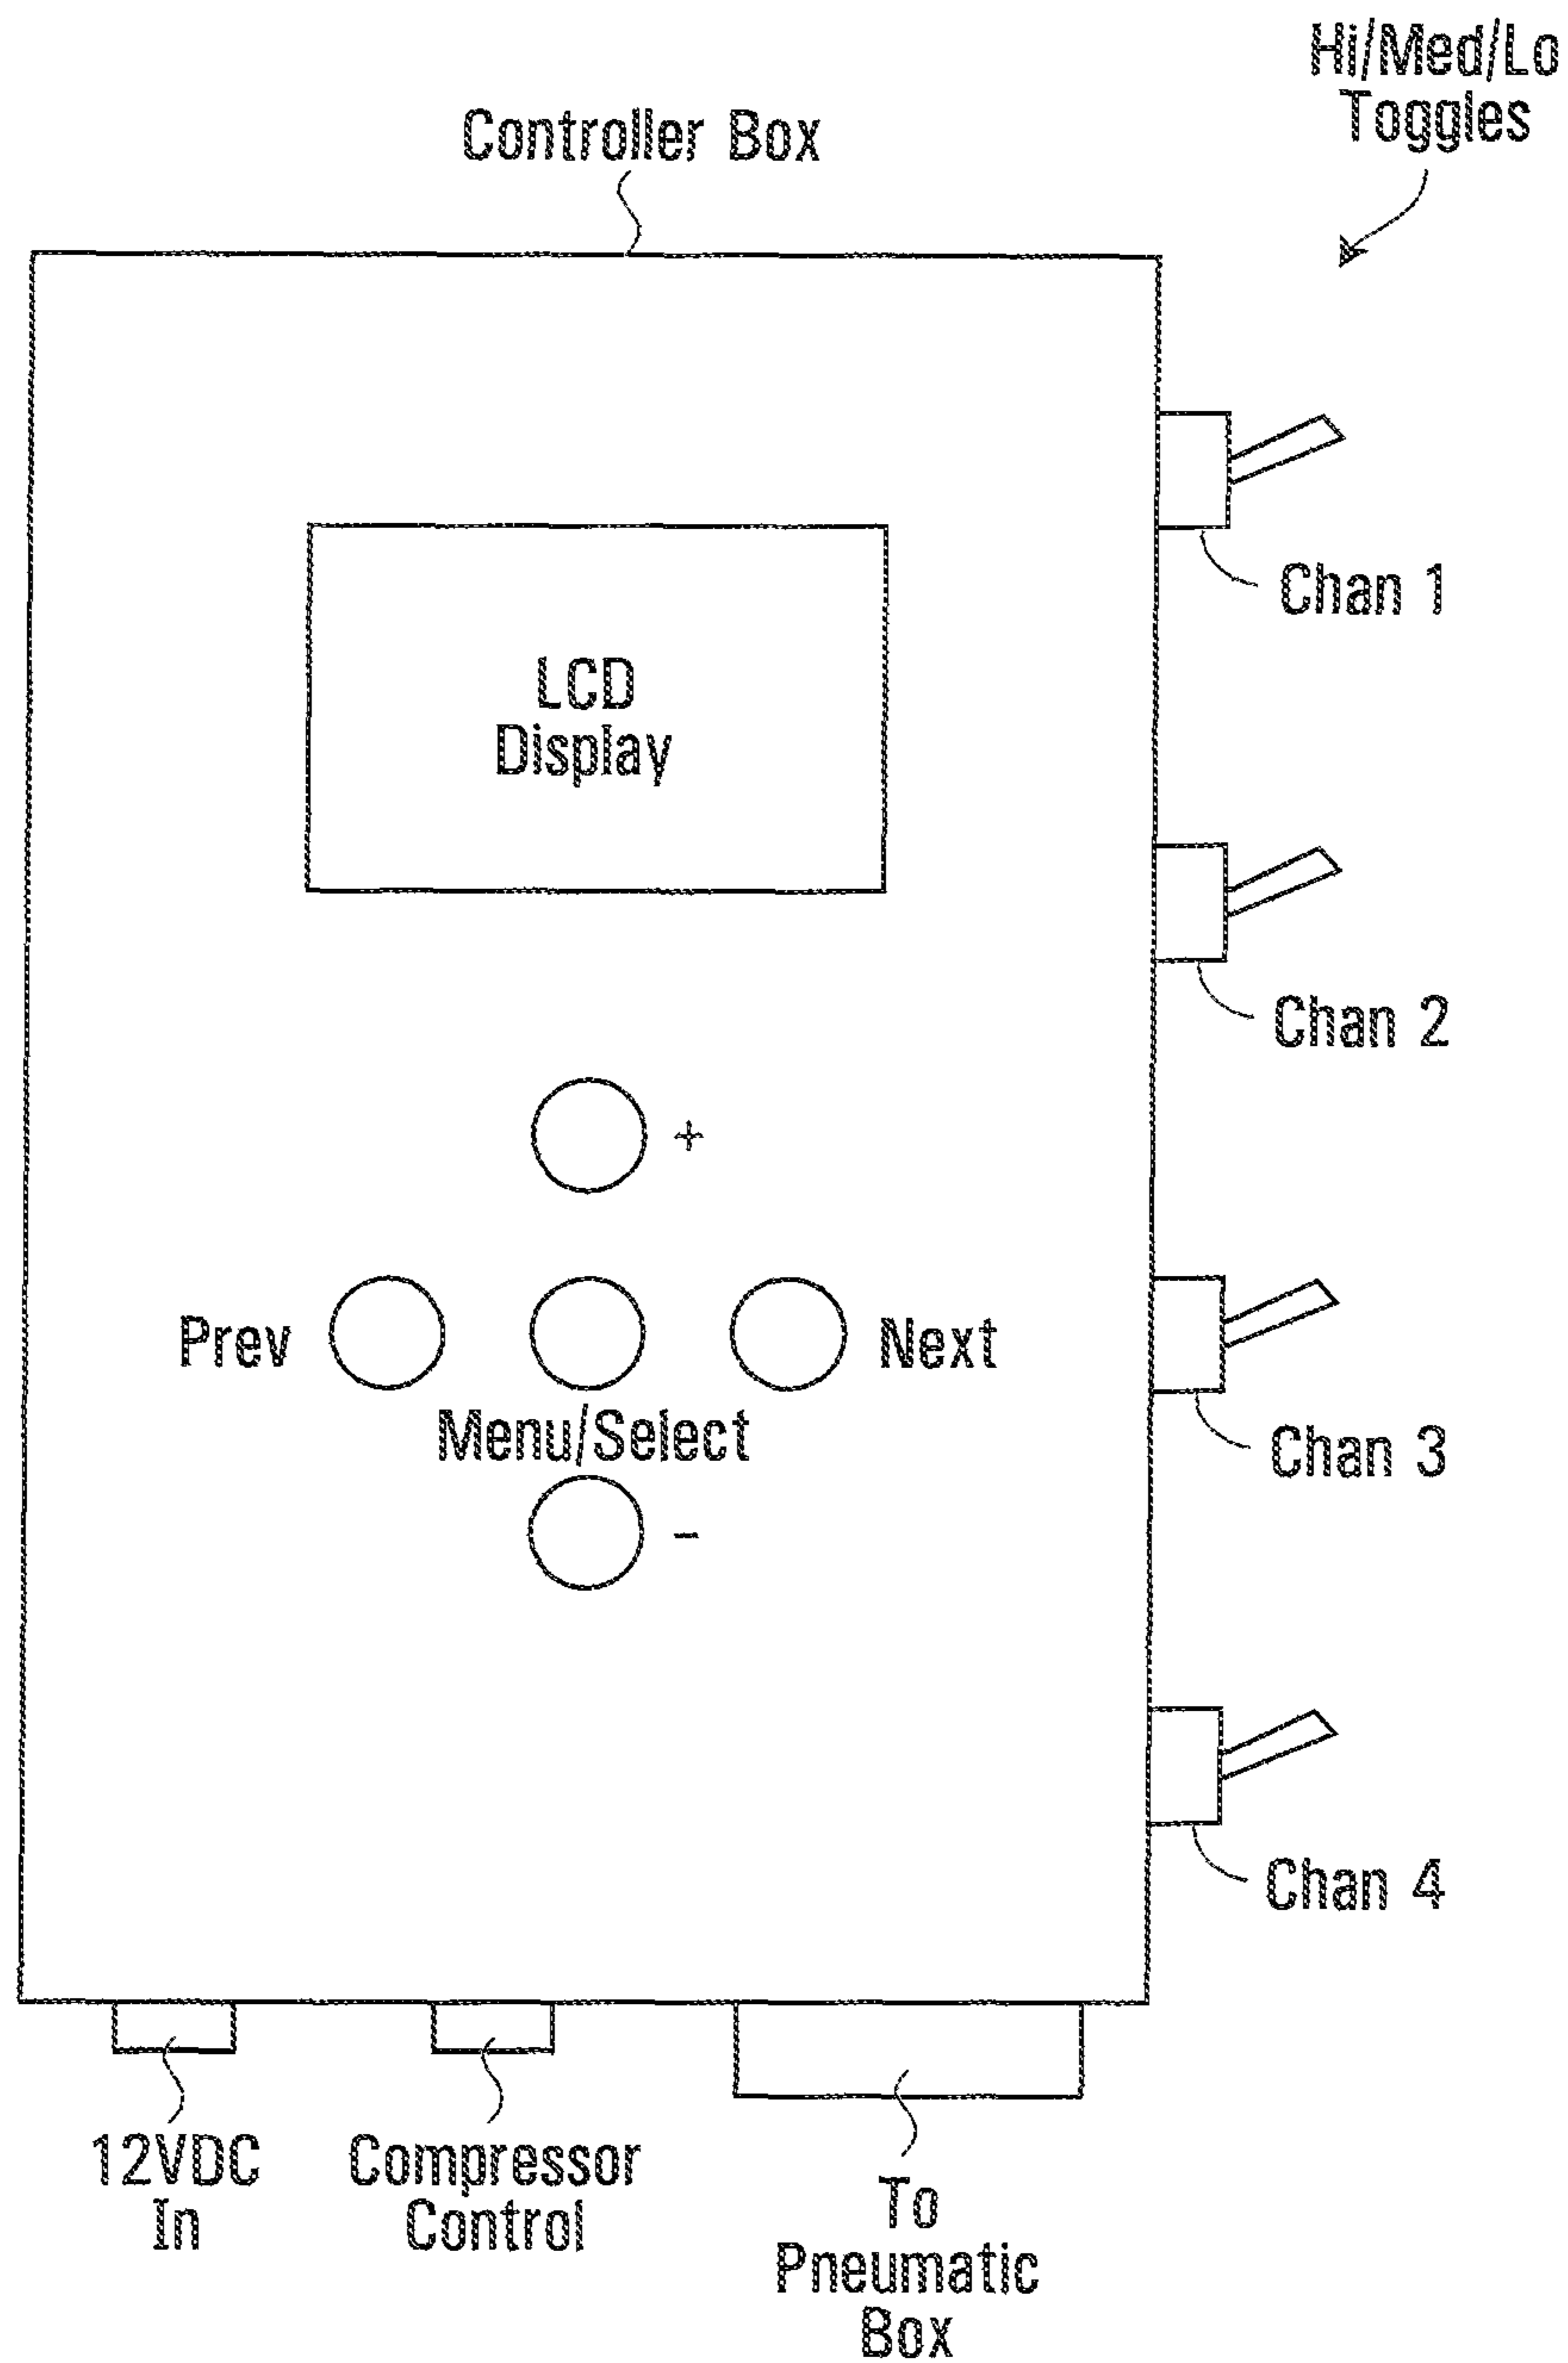 Hi/Med/Lo
Toggles
Controller Box
Chan 1
LCD
Display
Chan 2
+
Prev
Next
Menu/Select
Chan 3
-
Chan 4
12VDC
In
Compressor
Control
To
Pneumatic
Box